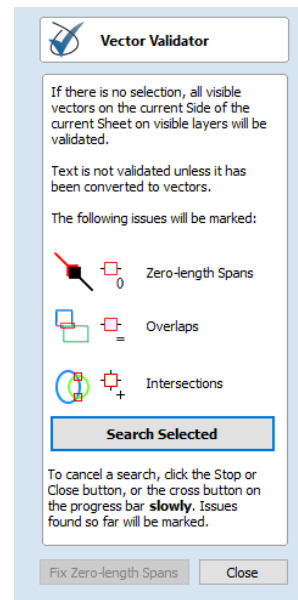 Vector Validator
If there is no selection, all visible
vectors on the current Side of the
current Sheet on visible layers will be
validated.
Text is not validated unless it has
been converted to vectors.
The following issues will be marked:
0 Zero-length Spans
= Overlaps
+ Intersections
Search Selected
To cancel a search, click the Stop or
Close button, or the cross button on
the progress bar slowly. Issues
found so far will be marked.
Fix Zero-length Spans Close